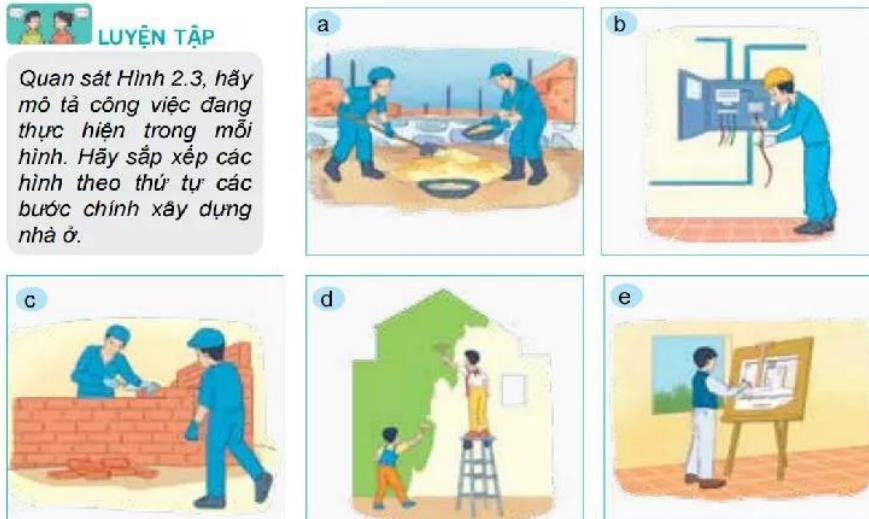 LUYỆN TẬP
Quan sát Hình 2.3, hãy
mô tả công việc đang
thực hiện trong mỗi
hình. Hãy sắp xếp các
hình theo thứ tự các
bước chính xây dựng
nhà ở.
a
b
c
d
e